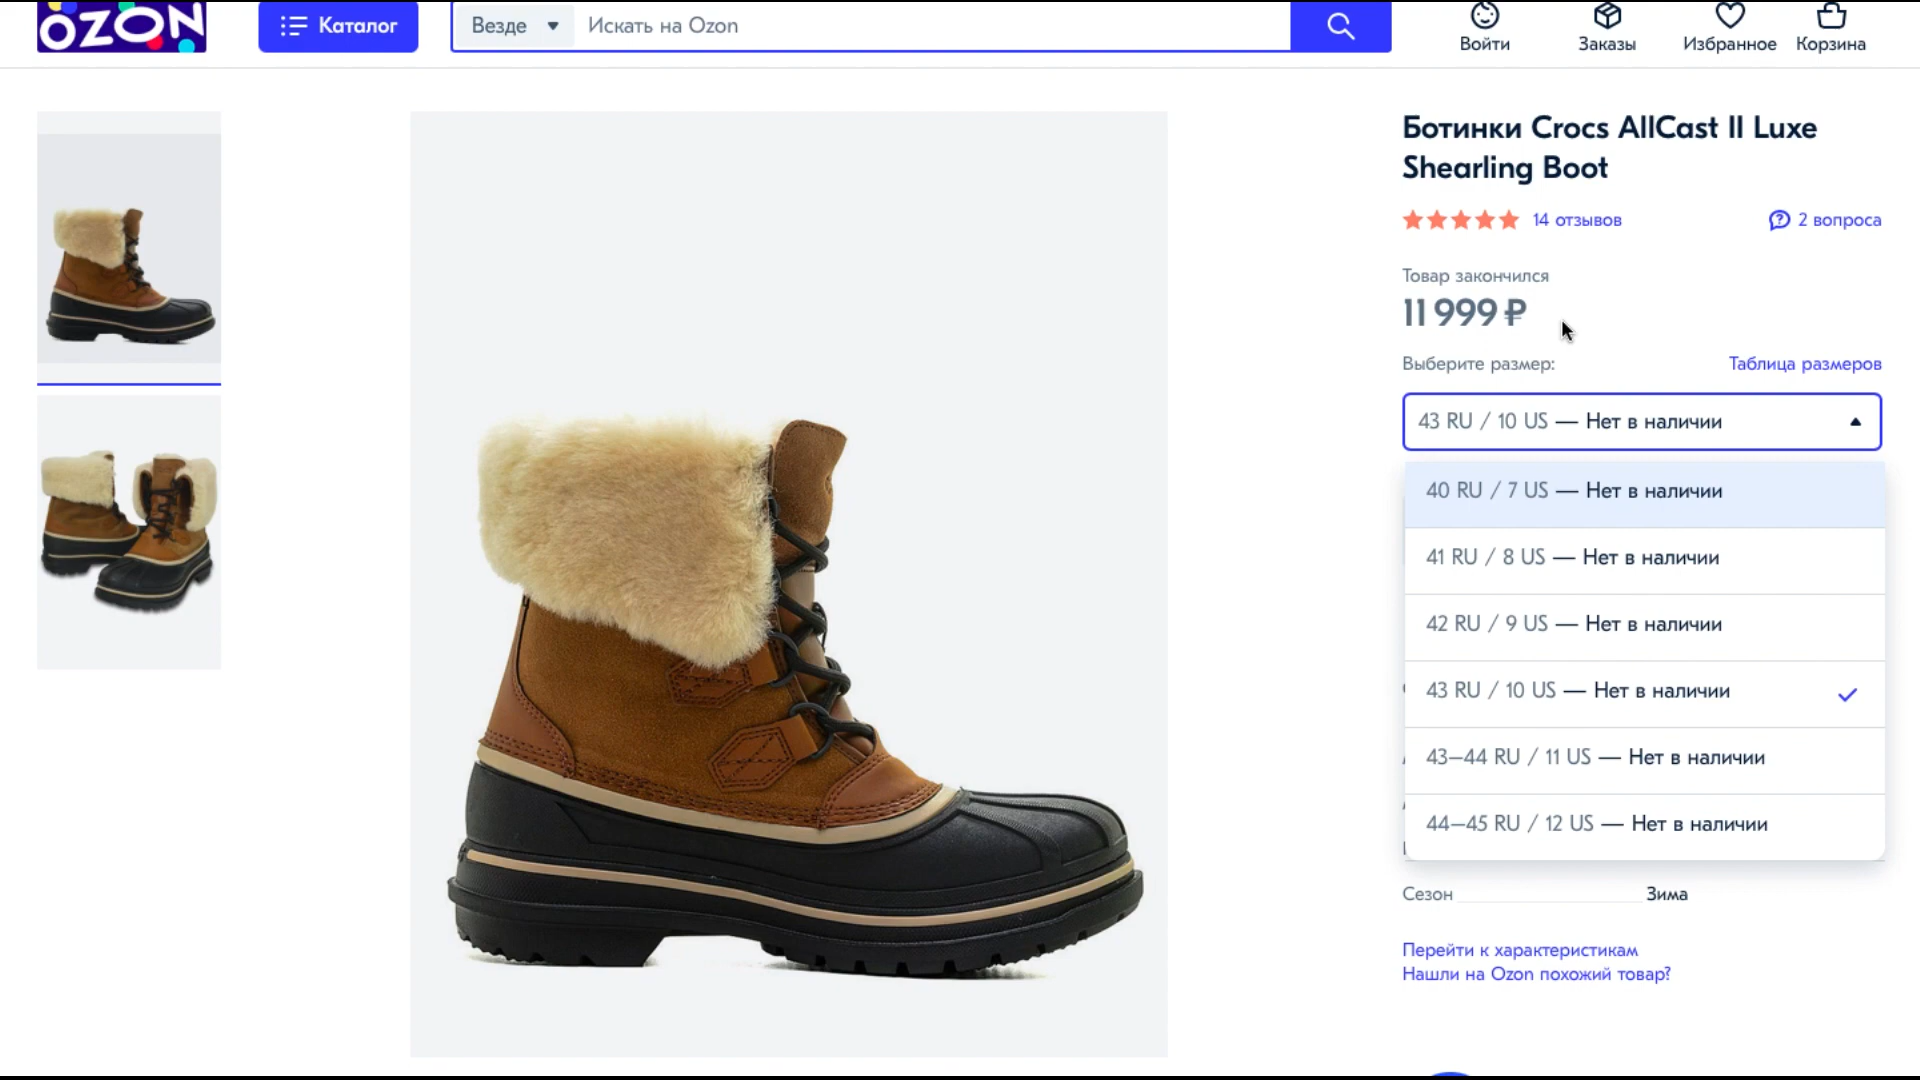 OZON
Каталог
Везде
Искать на Ozon
Войти
Заказы
Избранное
Корзина
Ботинки Crocs AllCast II Luxe
Shearling Boot
14 отзывов
2 вопроса
Товар закончился
11 999 ₽
Выберите размер:
Таблица размеров
43 RU / 10 US — Нет в наличии
40 RU / 7 US — Нет в наличии
41 RU / 8 US — Нет в наличии
42 RU / 9 US — Нет в наличии
43 RU / 10 US — Нет в наличии
43–44 RU / 11 US — Нет в наличии
44–45 RU / 12 US — Нет в наличии
Сезон
Зима
Перейти к характеристикам
Нашли на Ozon похожий товар?